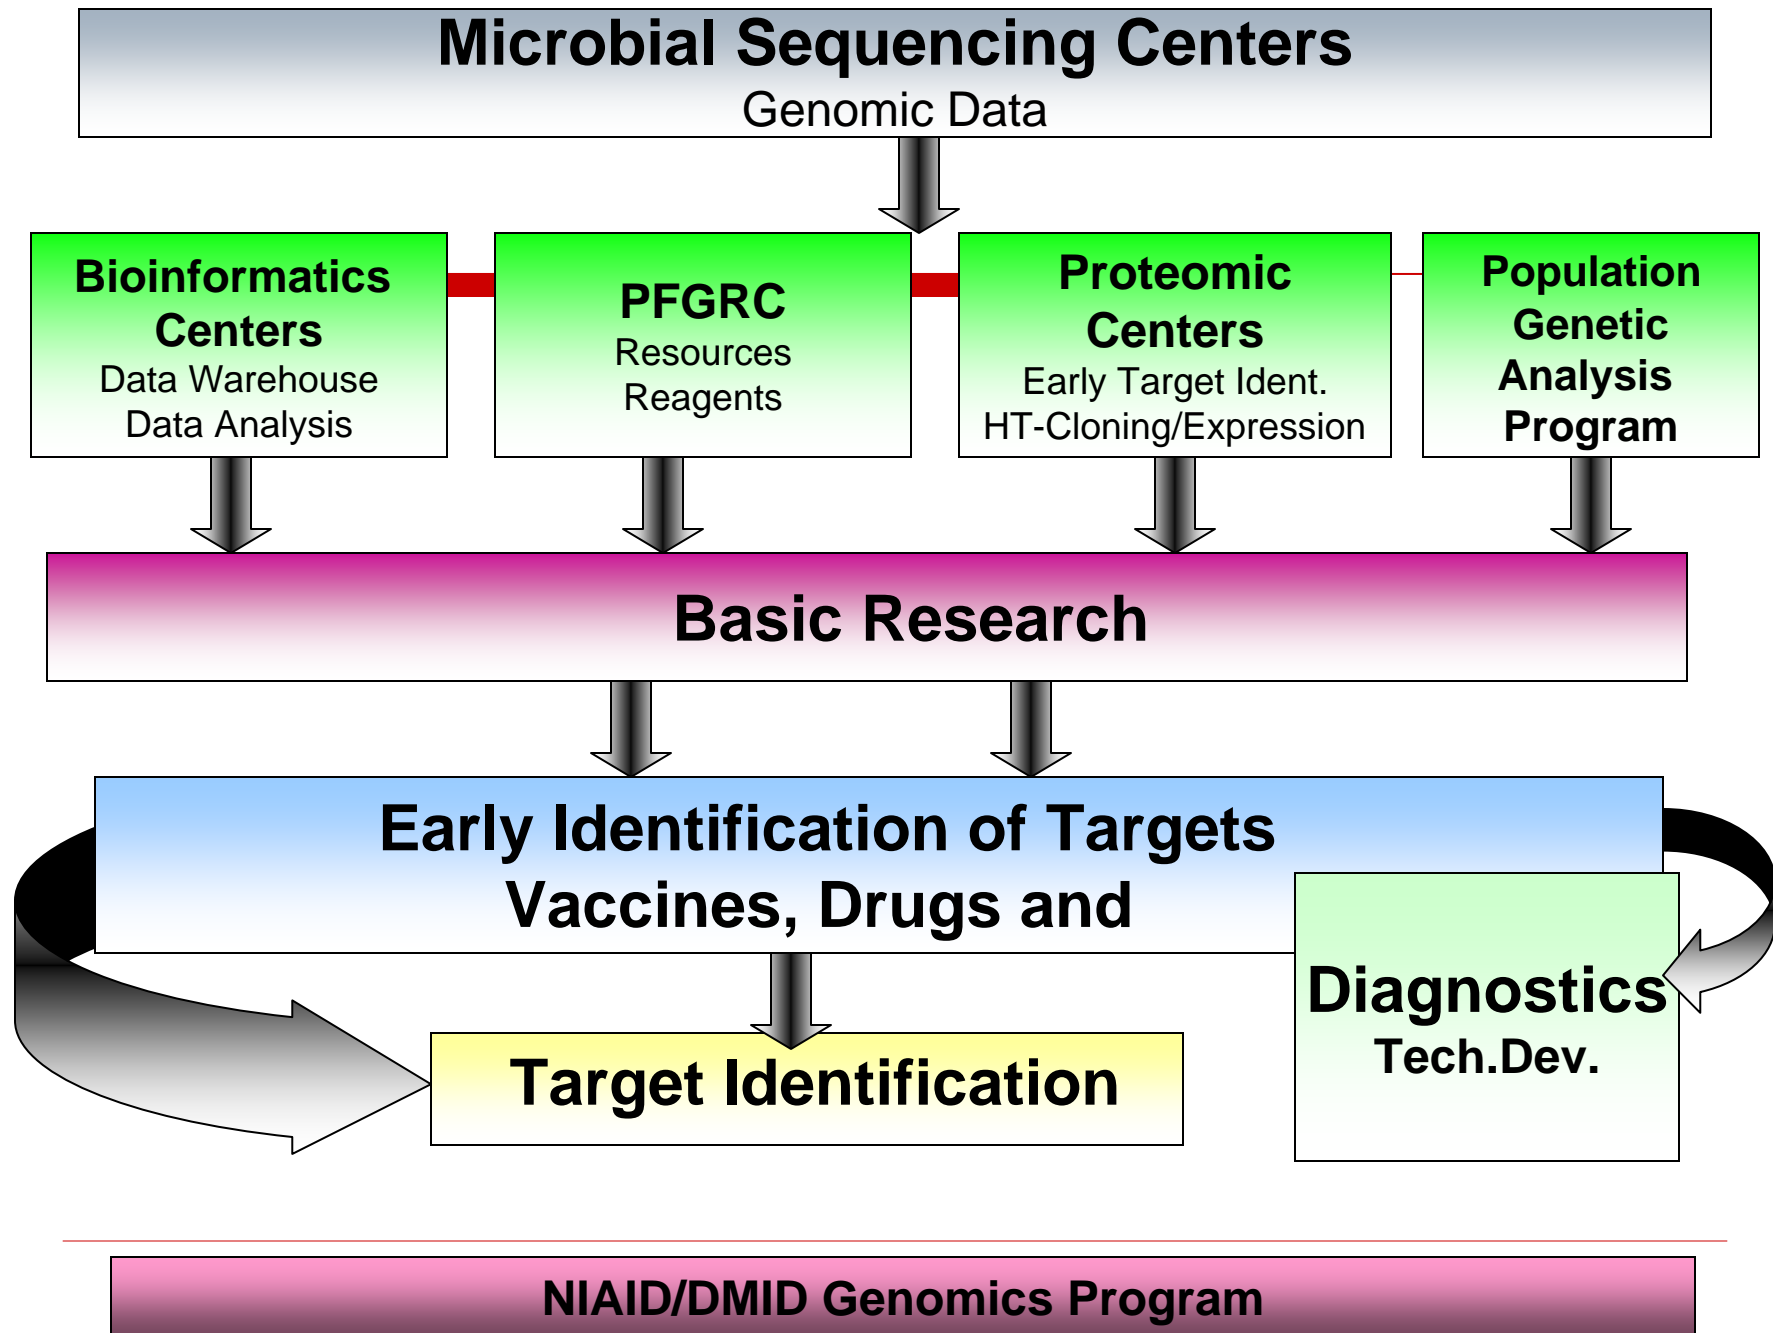 Microbial Sequencing Centers
Genomic Data
Bioinformatics
Centers
Data Warehouse
Data Analysis
PFGRC
Resources
Reagents
Proteomic
Centers
Early Target Ident.
HT-Cloning/Expression
Population
Genetic
Analysis
Program
Basic Research
Early Identification of Targets
Vaccines, Drugs and
Diagnostics
Tech.Dev.
Target Identification
NIAID/DMID Genomics Program